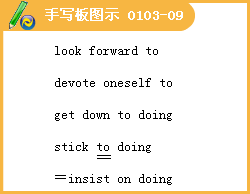 手写板图示 0103-09
look forward to
devote oneself to
get down to doing
stick to doing
=insist on doing